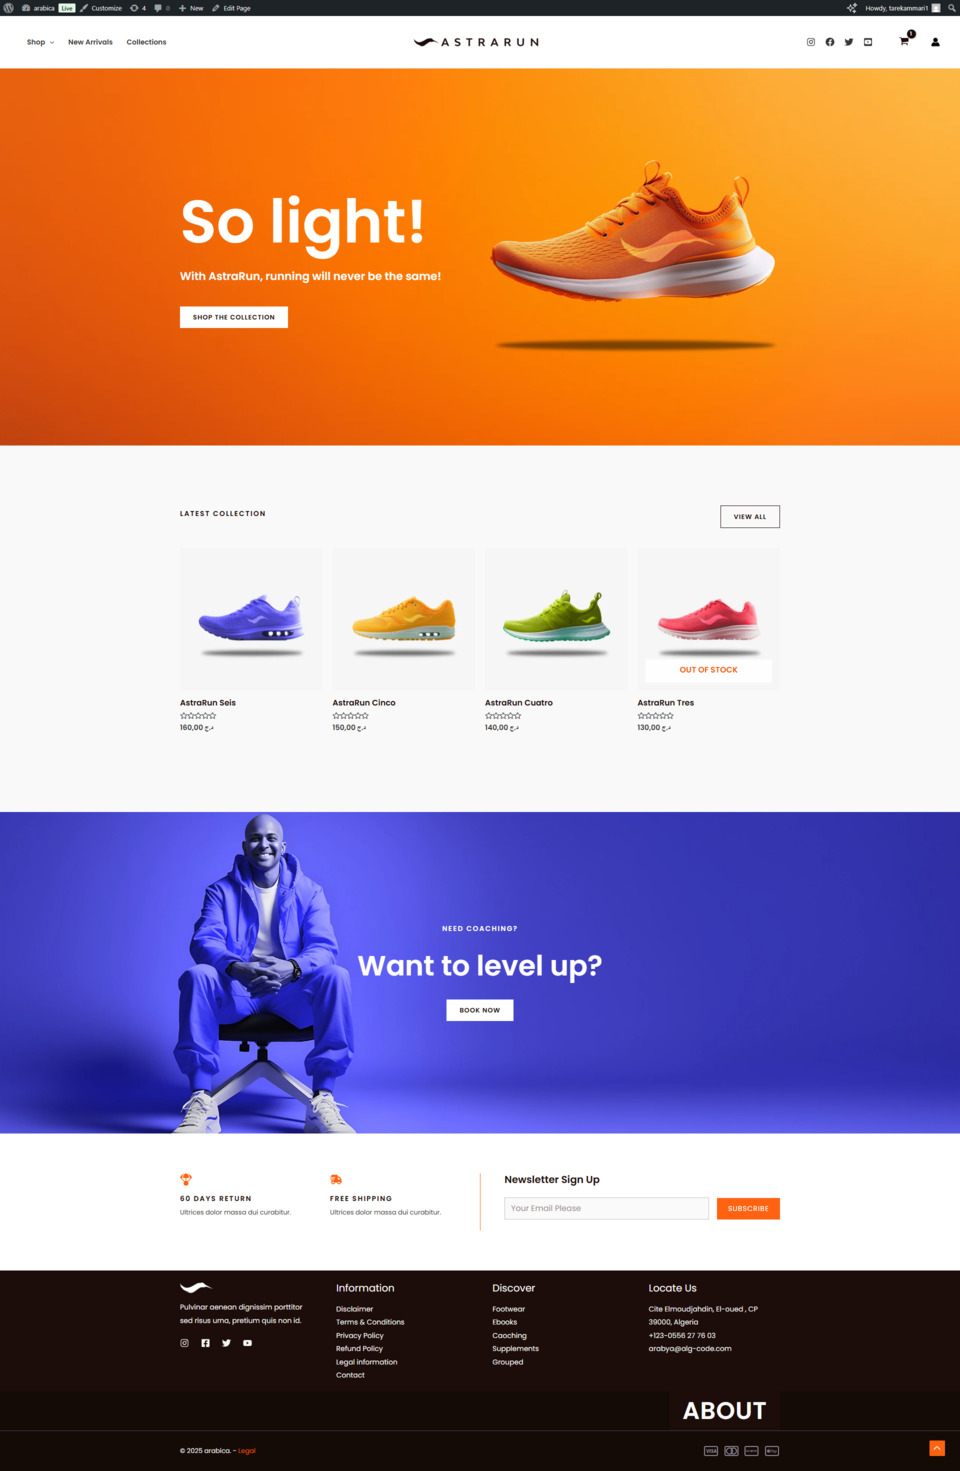 arabica Live Customize 4 0 New Edit Page Howdy, tarekammari1
Shop New Arrivals Collections ASTRARUN 1
So light!
With AstraRun, running will never be the same!
SHOP THE COLLECTION
LATEST COLLECTION VIEW ALL
OUT OF STOCK
AstraRun Seis AstraRun Cinco AstraRun Cuatro AstraRun Tres
160,00 د.ج 150,00 د.ج 140,00 د.ج 130,00 د.ج
NEED COACHING?
Want to level up?
BOOK NOW
Newsletter Sign Up
60 DAYS RETURN FREE SHIPPING
Your Email Please SUBSCRIBE
Ultrices dolor massa dui curabitur. Ultrices dolor massa dui curabitur.
Pulvinar aenean dignissim porttitor
sed risus urna, pretium quis non id.
Information
Disclaimer
Terms & Conditions
Privacy Policy
Refund Policy
Legal information
Contact
Discover
Footwear
Ebooks
Caoching
Supplements
Grouped
Locate Us
Cite Elmoudjahdin, El-oued , CP
39000, Algeria
+123-0556 27 76 03
arabya@alg-code.com
ABOUT
© 2025 arabica. - Legal VISA